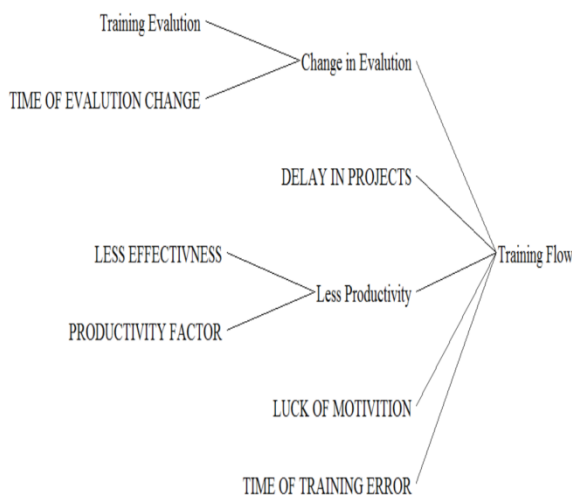 Training Evalution
Change in Evalution
TIME OF EVALUTION CHANGE
DELAY IN PROJECTS
LESS EFFECTIVNESS
Training Flow
Less Productivity
PRODUCTIVITY FACTOR
LUCK OF MOTIVITION
TIME OF TRAINING ERROR